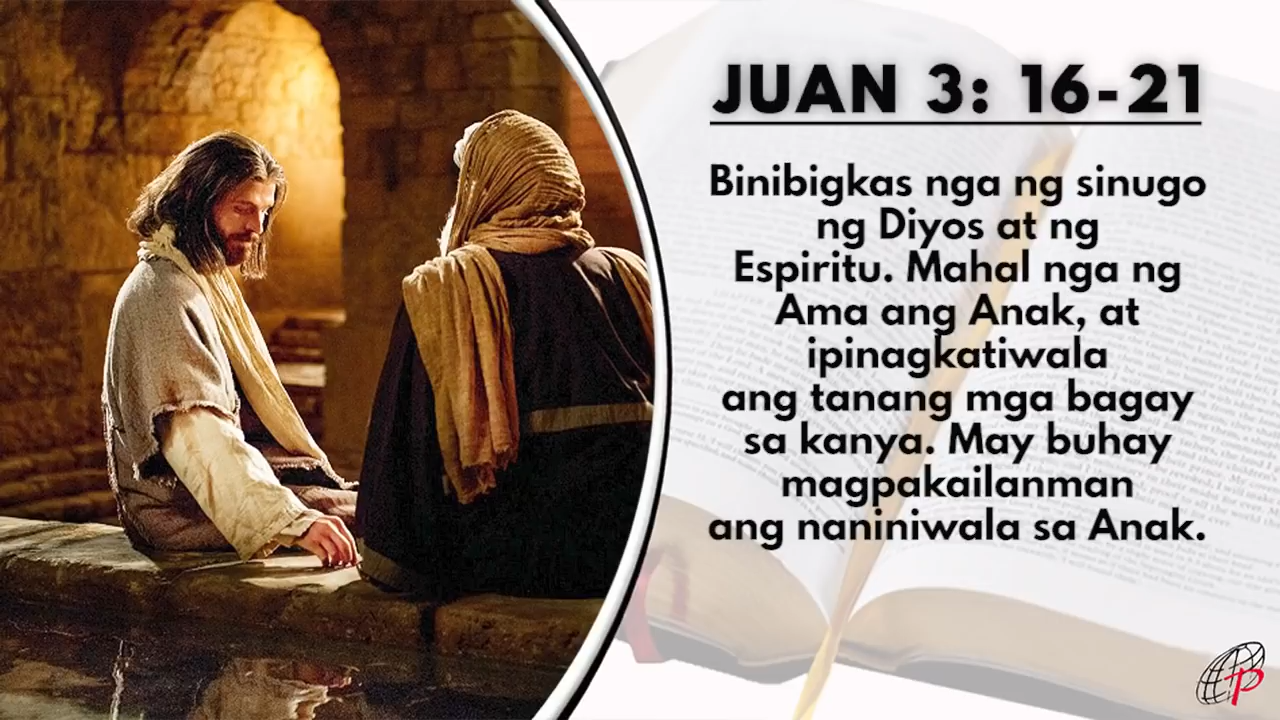 JUAN 3: 16-21
Binibigkas nga ng sinugo
ng Diyos at ng
Espiritu. Mahal nga ng
Ama ang Anak, at
ipinagkatiwala
ang tanang mga bagay
sa kanya. May buhay
magpakailanman
ang naniniwala sa Anak.